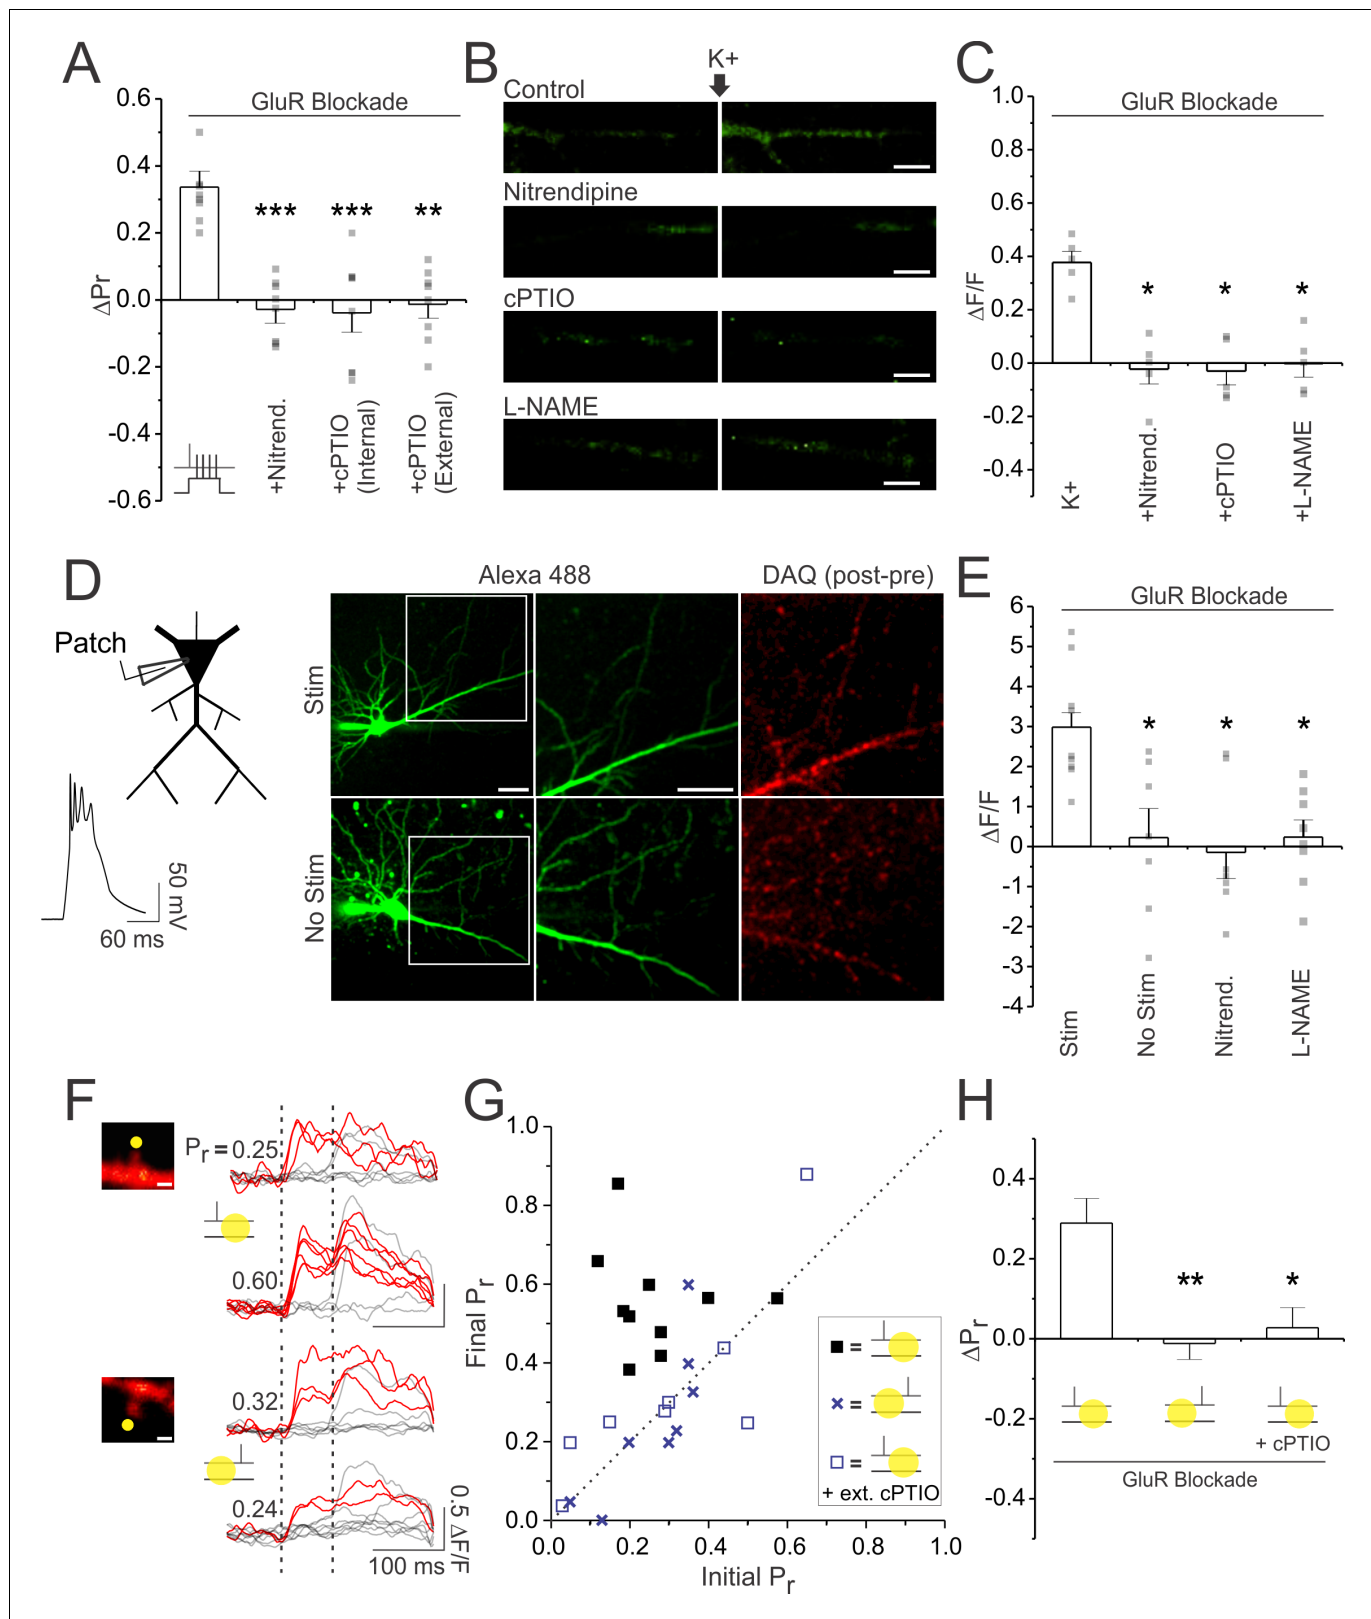 A
GluR Blockade
ΔPr
0.6
0.4
0.2
0.0
-0.2
-0.4
-0.6
***
***
**
+Nitrend.
+cPTIO
(Internal)
+cPTIO
(External)
B
K+
Control
Nitrendipine
cPTIO
L-NAME
C
GluR Blockade
ΔF/F
1.0
0.8
0.6
0.4
0.2
0.0
-0.2
-0.4
*
*
*
K+
+Nitrend.
+cPTIO
+L-NAME
D
Patch
50 mV
60 ms
Alexa 488
DAQ (post-pre)
Stim
No Stim
E
GluR Blockade
ΔF/F
6
5
4
3
2
1
0
-1
-2
-3
-4
*
*
*
Stim
No Stim
Nitrend.
L-NAME
F
Pr = 0.25
0.60
0.32
0.24
0.5 ΔF/F
100 ms
G
Final Pr
1.0
0.8
0.6
0.4
0.2
0.0
0.0 0.2 0.4 0.6 0.8 1.0
Initial Pr
=
=
=
+ ext. cPTIO
H
ΔPr
0.4
0.2
0.0
-0.2
-0.4
**
*
+ cPTIO
GluR Blockade